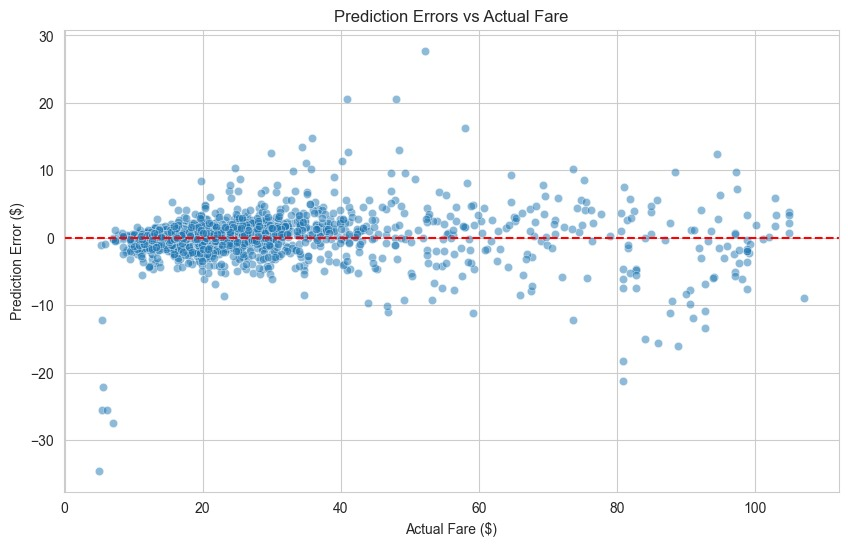 Prediction Errors vs Actual Fare
30
20
10
0
−10
−20
−30
Prediction Error ($)
0 20 40 60 80 100
Actual Fare ($)